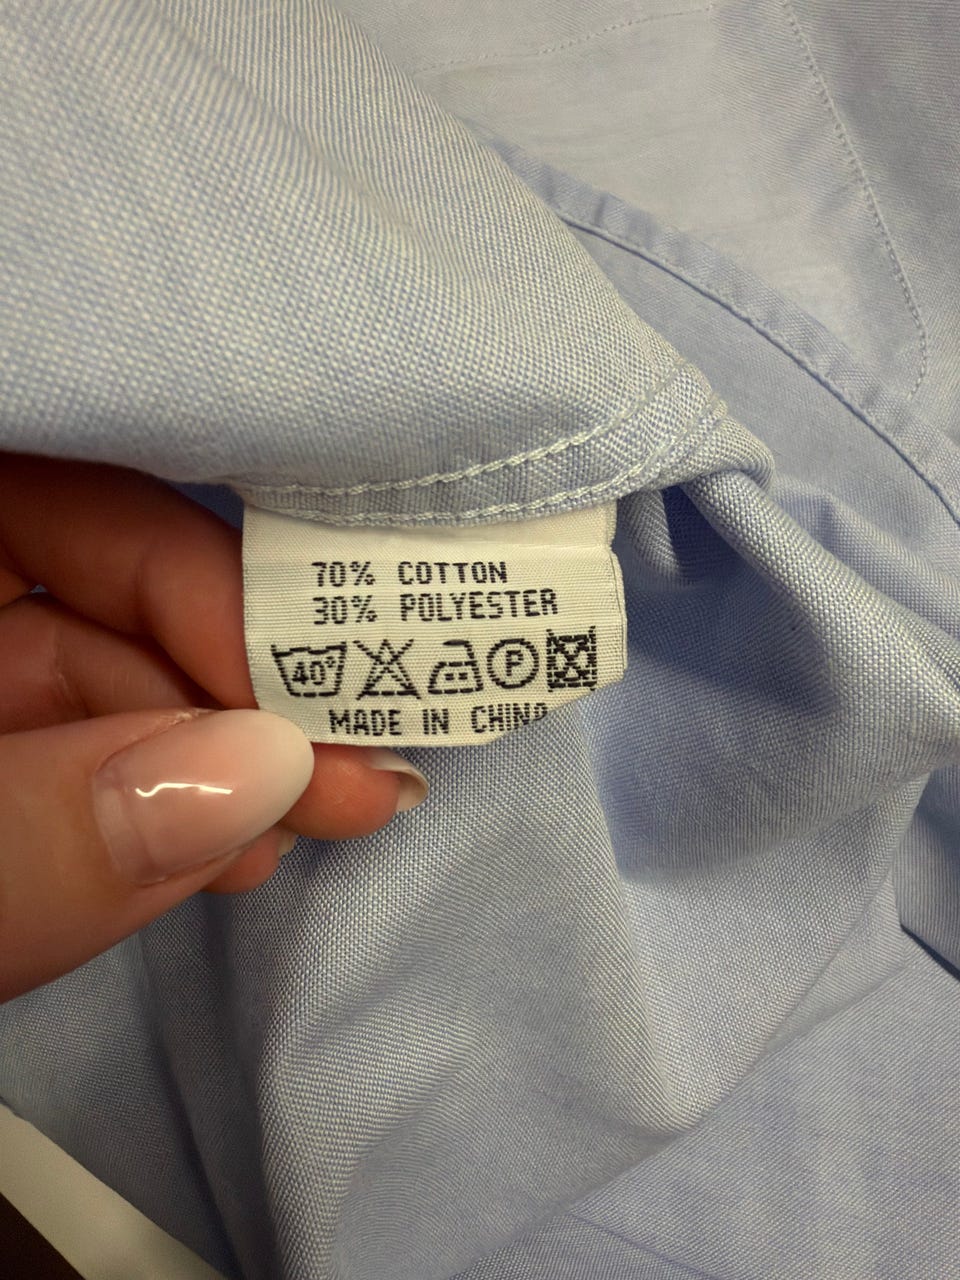 70% COTTON
30% POLYESTER
40° P
MADE IN CHINA